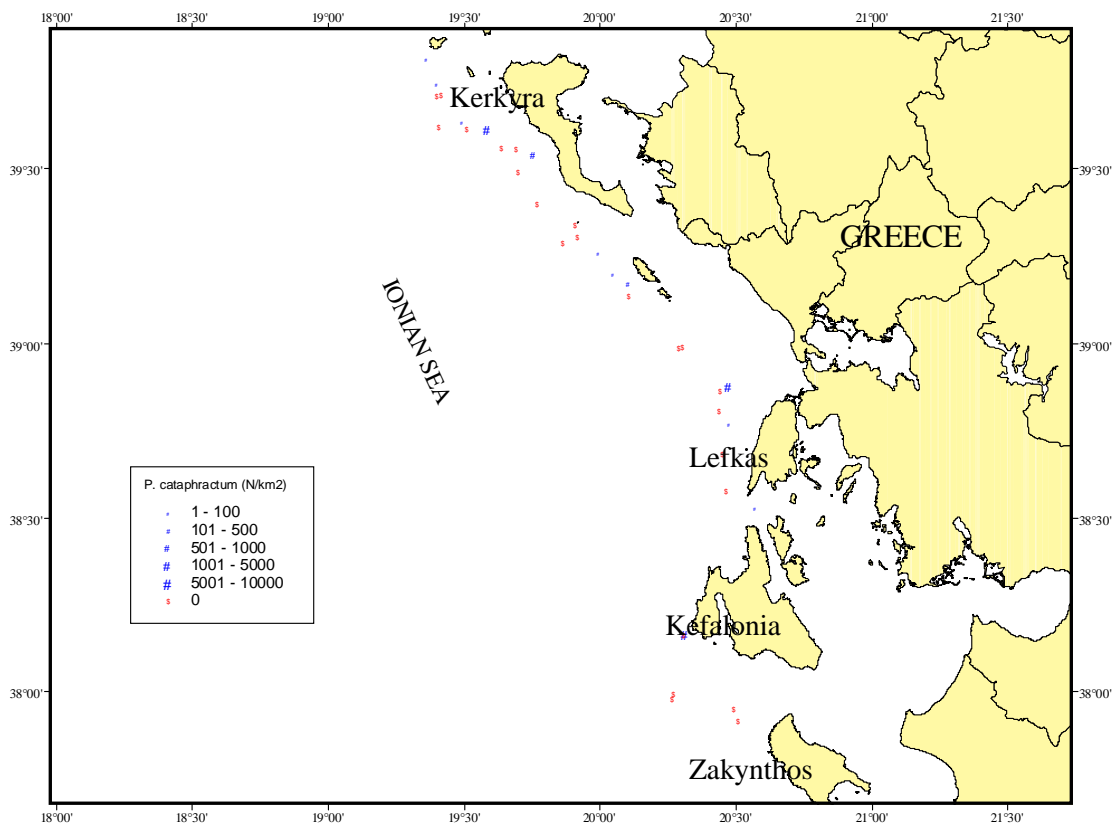 18°00' 18°30' 19°00' 19°30' 20°00' 20°30' 21°00' 21°30'
Kerkyra
39°30' 39°30'
GREECE
IONIAN SEA
39°00' 39°00'
Lefkas
P. cataphractum (N/km2)
# 1 - 100
# 101 - 500
# 501 - 1000
# 1001 - 5000
# 5001 - 10000
$ 0
38°30' 38°30'
Kefalonia
38°00' 38°00'
Zakynthos
18°00' 18°30' 19°00' 19°30' 20°00' 20°30' 21°00' 21°30'